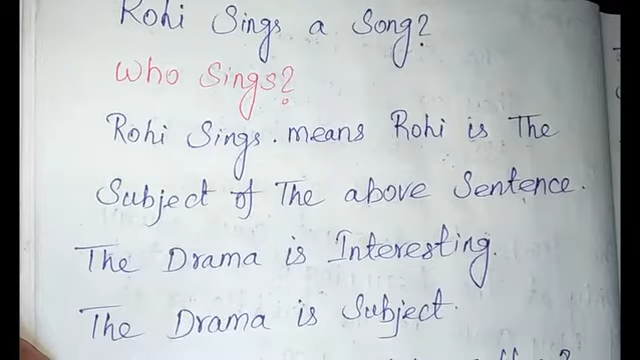 Rohi Sings a Song?
Who Sings?
Rohi Sings. means Rohi is The
Subject of The above Sentence.
The Drama is Interesting.
The Drama is Subject.